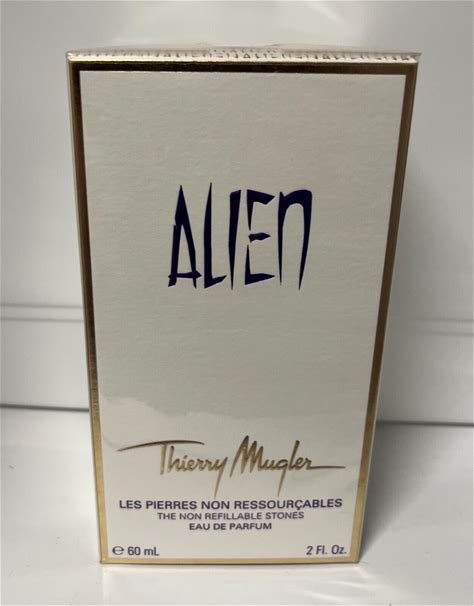 ALIEN
Thierry Mugler
LES PIERRES NON RESSOURÇABLES
THE NON REFILLABLE STONES
EAU DE PARFUM
e 60 mL 2 Fl. Oz.